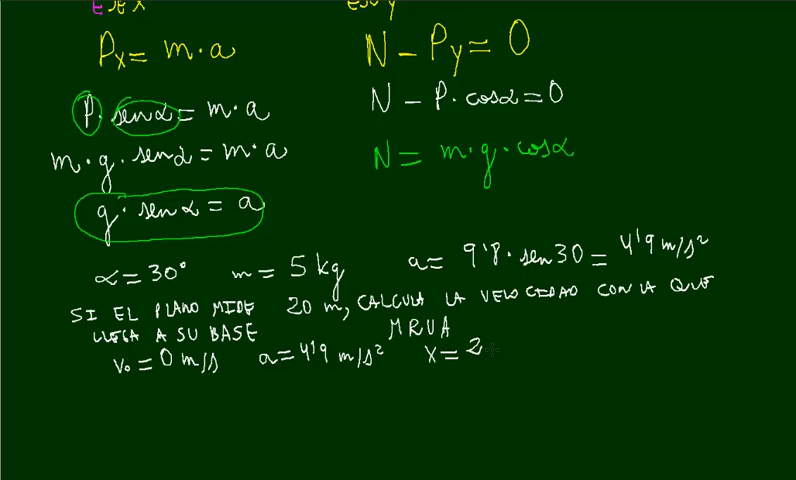 EJE X EJE Y
Px = m·a N - Py = 0
P·senα = m·a N - P·cosα = 0
m·g·senα = m·a N = m·g·cosα
g·senα = a
α = 30° m = 5 kg a = 9'8·sen30 = 4'9 m/s²
SI EL PLANO MIDE 20 m, CALCULA LA VELOCIDAD CON LA QUE
LLEGA A SU BASE MRUA
v₀ = 0 m/s a = 4'9 m/s² X = 2